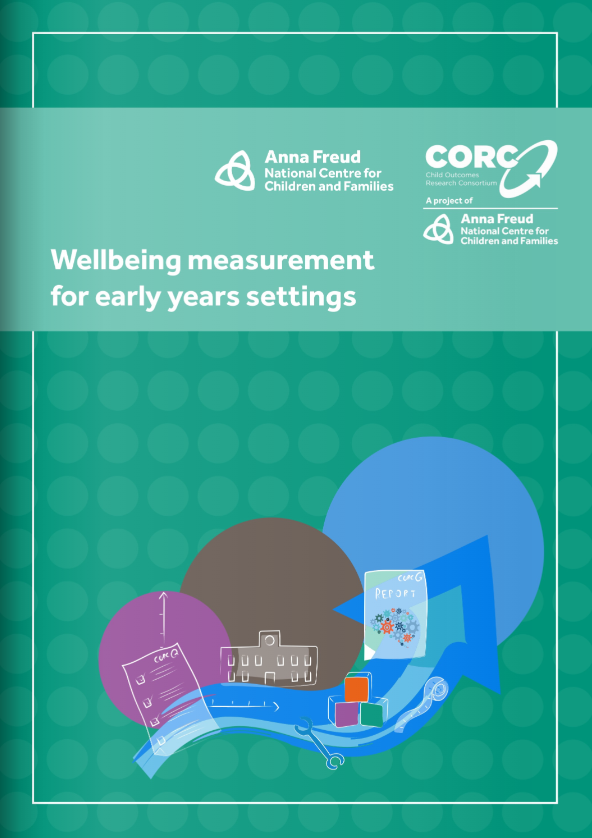 Anna Freud
National Centre for
Children and Families
CORC
Child Outcomes
Research Consortium
A project of
Anna Freud
National Centre for
Children and Families
Wellbeing measurement
for early years settings
CORC
REPORT
CORC